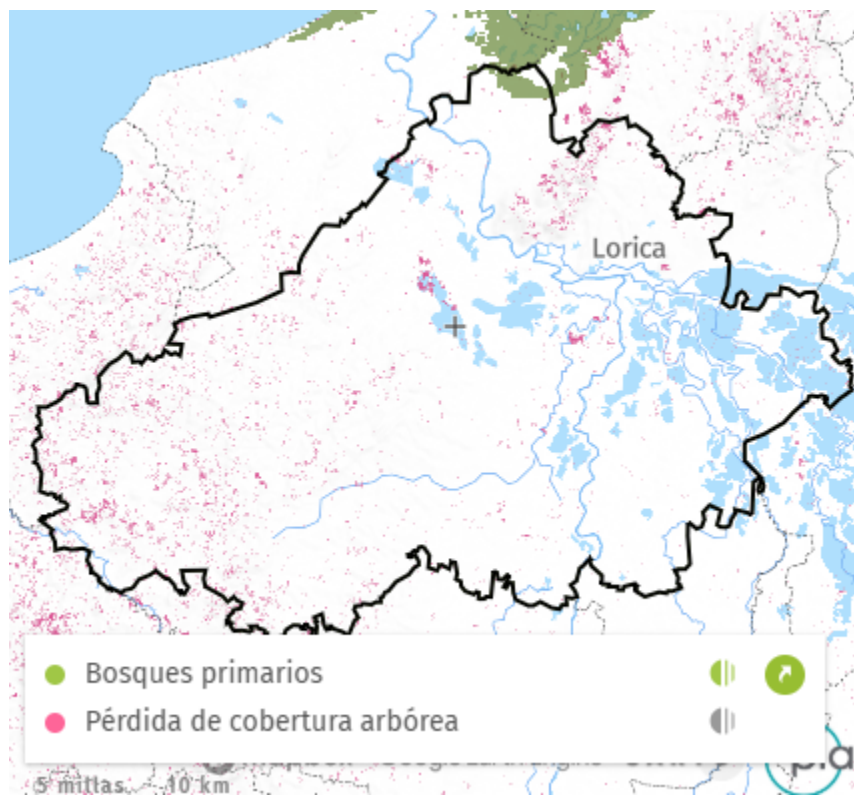 Lorica
Bosques primarios
Pérdida de cobertura arbórea
5 millas
10 km